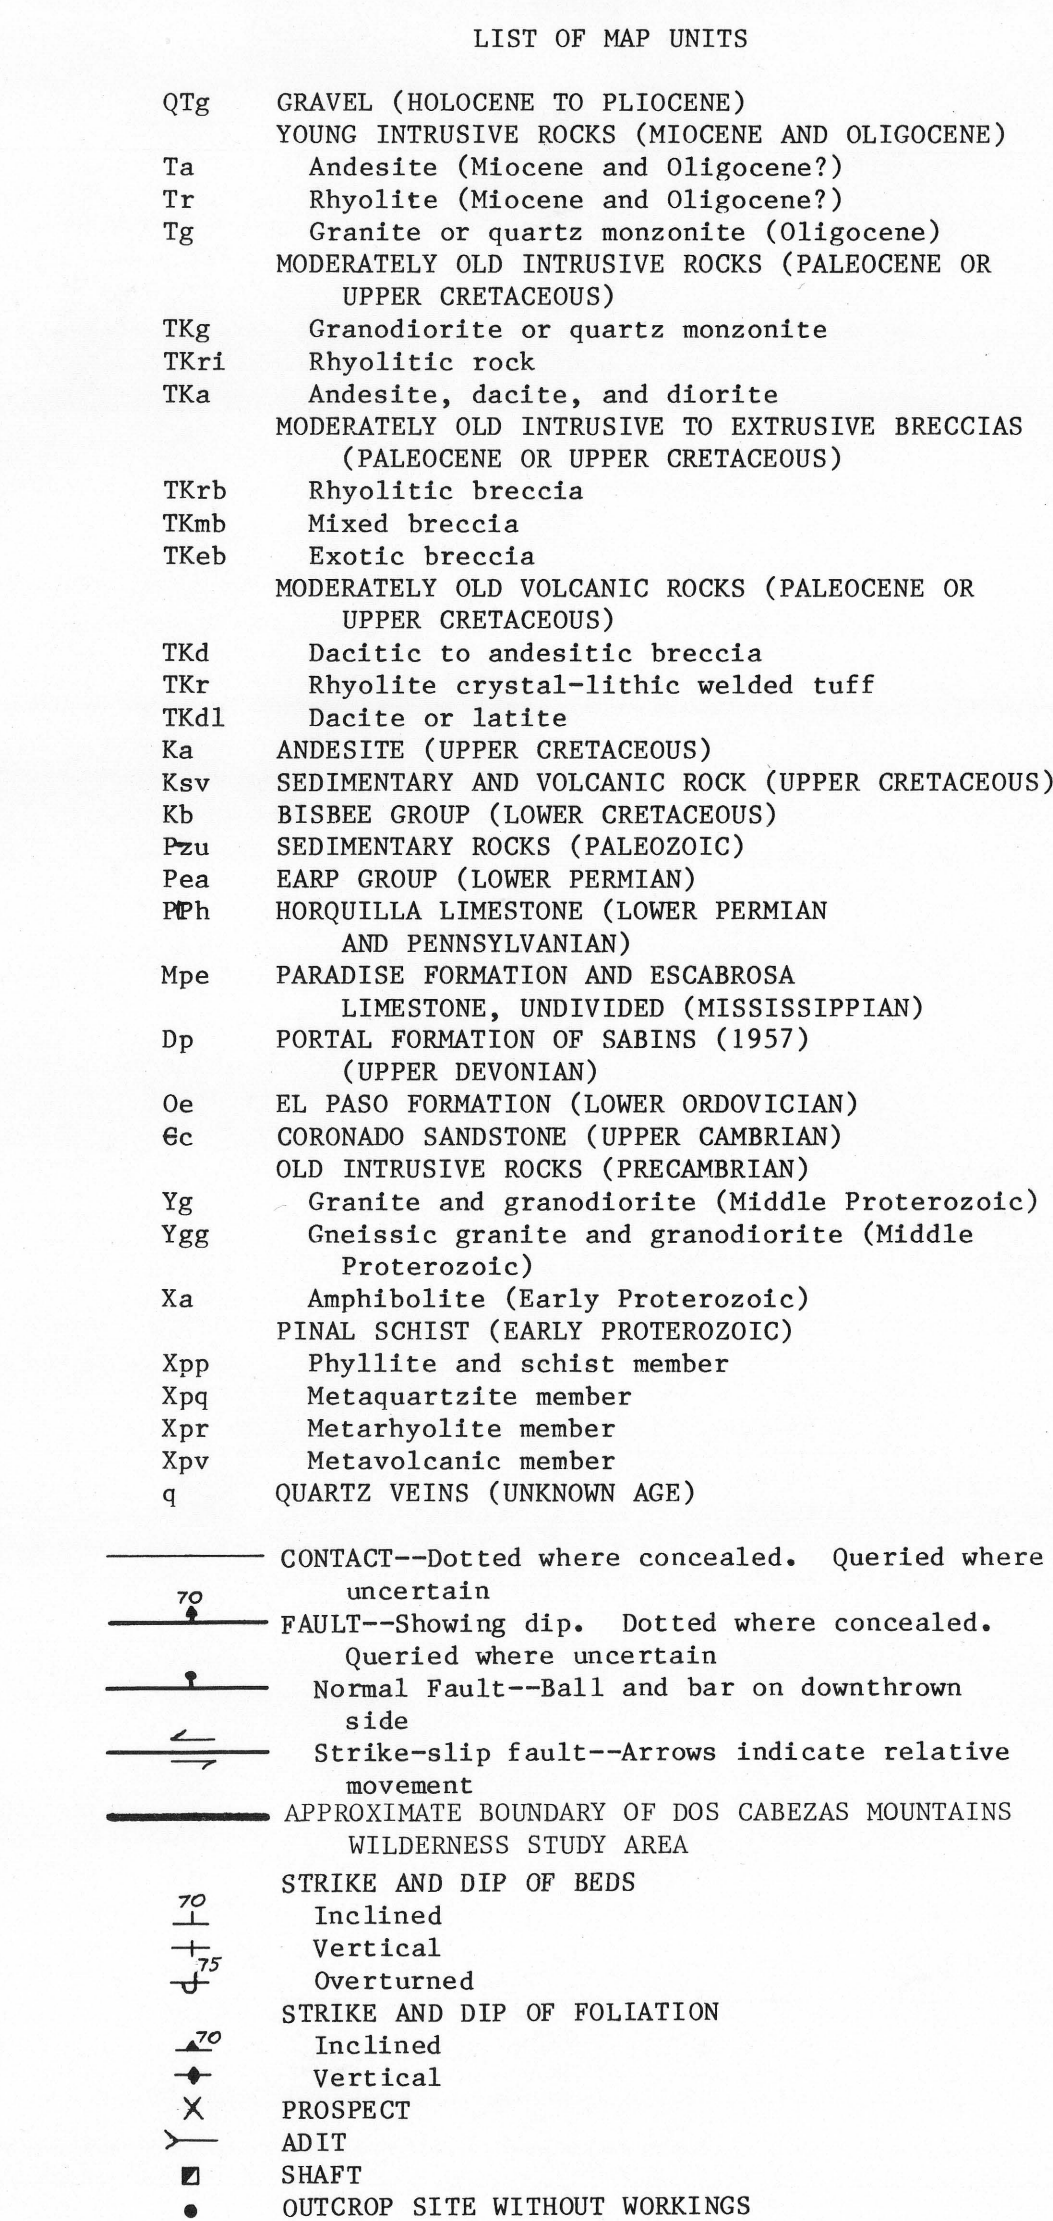 LIST OF MAP UNITS
QTg GRAVEL (HOLOCENE TO PLIOCENE)
YOUNG INTRUSIVE ROCKS (MIOCENE AND OLIGOCENE)
Ta Andesite (Miocene and Oligocene?)
Tr Rhyolite (Miocene and Oligocene?)
Tg Granite or quartz monzonite (Oligocene)
MODERATELY OLD INTRUSIVE ROCKS (PALEOCENE OR
UPPER CRETACEOUS)
TKg Granodiorite or quartz monzonite
TKri Rhyolitic rock
TKa Andesite, dacite, and diorite
MODERATELY OLD INTRUSIVE TO EXTRUSIVE BRECCIAS
(PALEOCENE OR UPPER CRETACEOUS)
TKrb Rhyolitic breccia
TKmb Mixed breccia
TKeb Exotic breccia
MODERATELY OLD VOLCANIC ROCKS (PALEOCENE OR
UPPER CRETACEOUS)
TKd Dacitic to andesitic breccia
TKr Rhyolite crystal-lithic welded tuff
TKdl Dacite or latite
Ka ANDESITE (UPPER CRETACEOUS)
Ksv SEDIMENTARY AND VOLCANIC ROCK (UPPER CRETACEOUS)
Kb BISBEE GROUP (LOWER CRETACEOUS)
Pzu SEDIMENTARY ROCKS (PALEOZOIC)
Pea EARP GROUP (LOWER PERMIAN)
PℙPh HORQUILLA LIMESTONE (LOWER PERMIAN
AND PENNSYLVANIAN)
Mpe PARADISE FORMATION AND ESCABROSA
LIMESTONE, UNDIVIDED (MISSISSIPPIAN)
Dp PORTAL FORMATION OF SABINS (1957)
(UPPER DEVONIAN)
Oe EL PASO FORMATION (LOWER ORDOVICIAN)
Єc CORONADO SANDSTONE (UPPER CAMBRIAN)
OLD INTRUSIVE ROCKS (PRECAMBRIAN)
Yg Granite and granodiorite (Middle Proterozoic)
Ygg Gneissic granite and granodiorite (Middle
Proterozoic)
Xa Amphibolite (Early Proterozoic)
PINAL SCHIST (EARLY PROTEROZOIC)
Xpp Phyllite and schist member
Xpq Metaquartzite member
Xpr Metarhyolite member
Xpv Metavolcanic member
q QUARTZ VEINS (UNKNOWN AGE)
CONTACT--Dotted where concealed. Queried where
uncertain
70
FAULT--Showing dip. Dotted where concealed.
Queried where uncertain
Normal Fault--Ball and bar on downthrown
side
Strike-slip fault--Arrows indicate relative
movement
APPROXIMATE BOUNDARY OF DOS CABEZAS MOUNTAINS
WILDERNESS STUDY AREA
STRIKE AND DIP OF BEDS
70 Inclined
Vertical
75 Overturned
STRIKE AND DIP OF FOLIATION
70 Inclined
Vertical
PROSPECT
ADIT
SHAFT
OUTCROP SITE WITHOUT WORKINGS